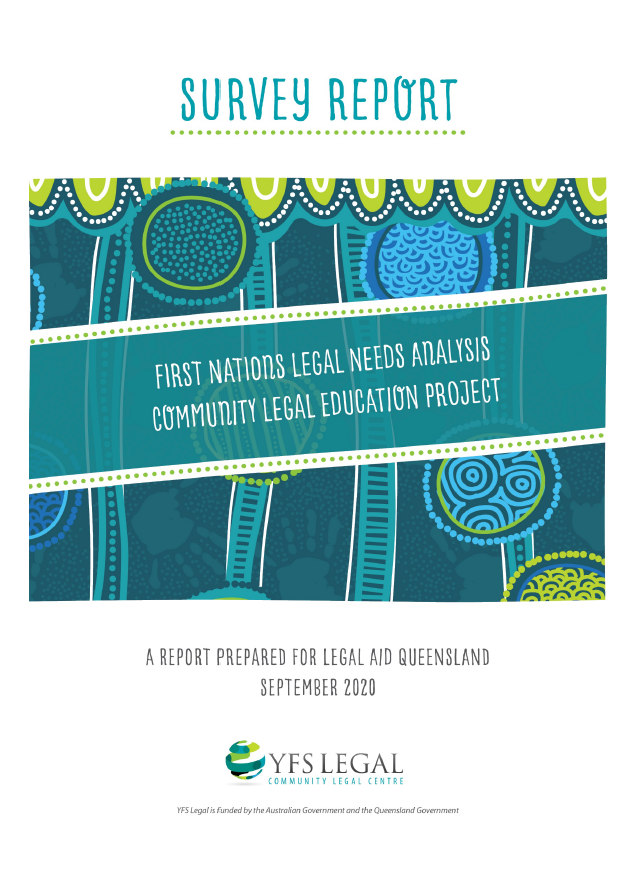 SURVEY REPORT
FIRST NATIONS LEGAL NEEDS ANALYSIS
COMMUNITY LEGAL EDUCATION PROJECT
A REPORT PREPARED FOR LEGAL AID QUEENSLAND
SEPTEMBER 2020
YFS LEGAL
COMMUNITY LEGAL CENTRE
YFS Legal is Funded by the Australian Government and the Queensland Government